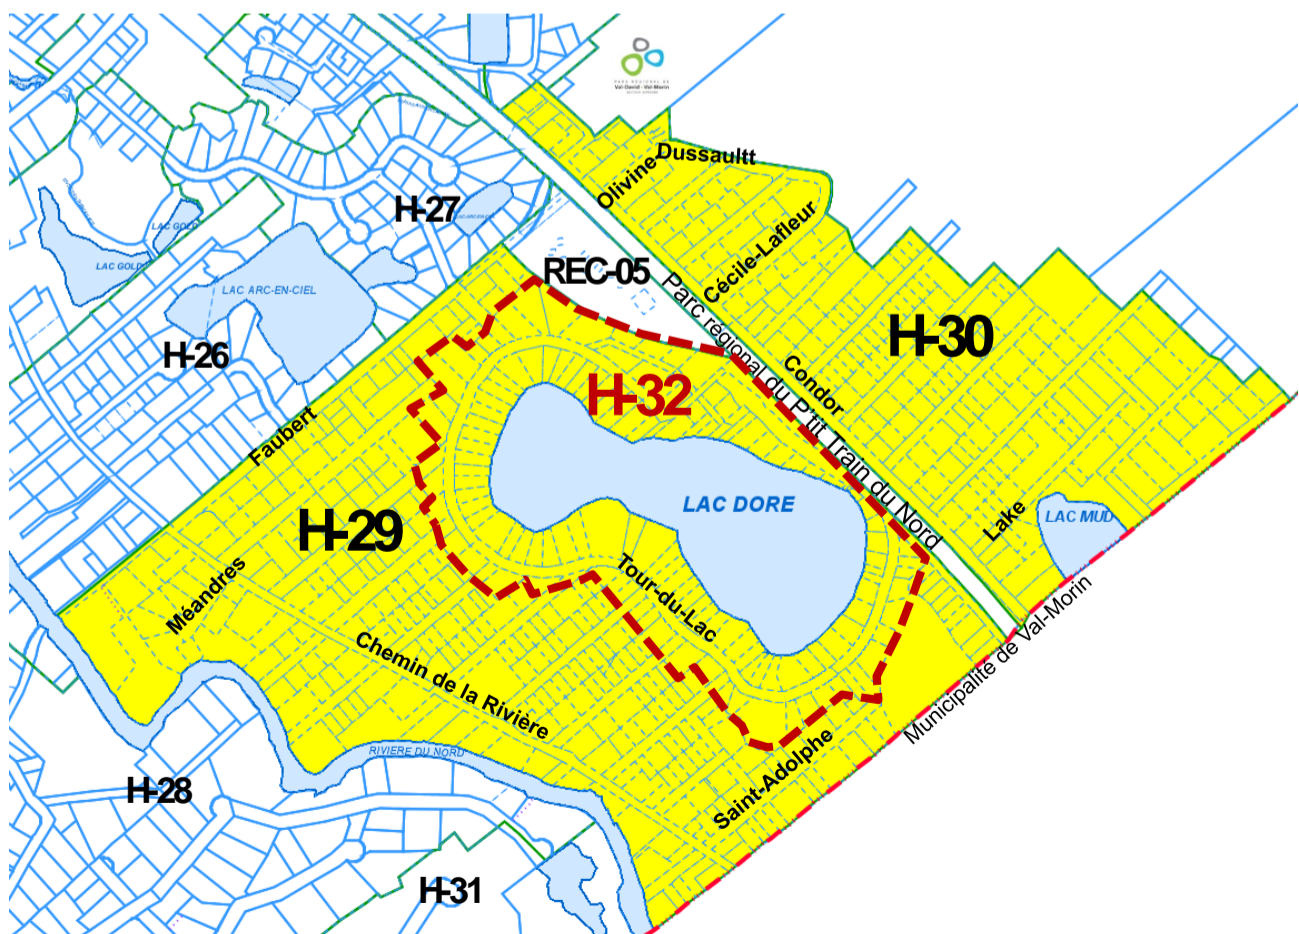 PARC RÉGIONAL DE
Val-David - Val-Morin
Olivine-
Dussaultt
H-27
LAC GOLD
LAC GOLD
LAC ARC-EN-CIEL
REC-05
Cécile-Lafleur
Parc régional du P'tit Train du Nord
H-30
H-26
Condor
H-32
Faubert
LAC DORE
H-29
Lake
LAC MUD
Méandres
Tour-du-Lac
Municipalité de Val-Morin
Chemin de la Rivière
RIVIERE DU NORD
Saint-Adolphe
H-28
H-31